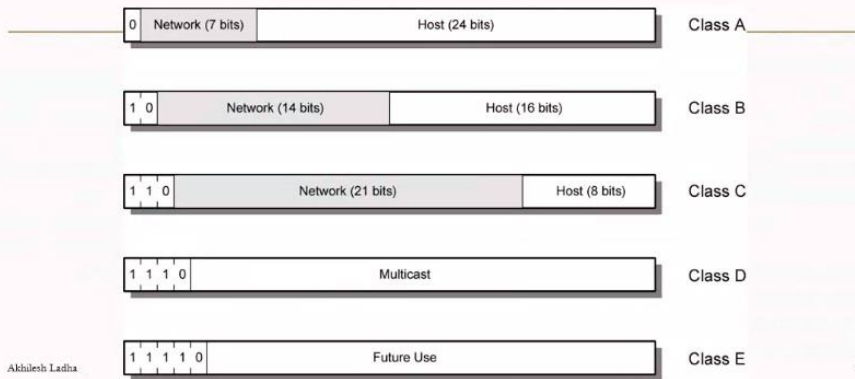 0 Network (7 bits) Host (24 bits) Class A
1 0 Network (14 bits) Host (16 bits) Class B
1 1 0 Network (21 bits) Host (8 bits) Class C
1 1 1 0 Multicast Class D
1 1 1 1 0 Future Use Class E
Akhilesh Ladha